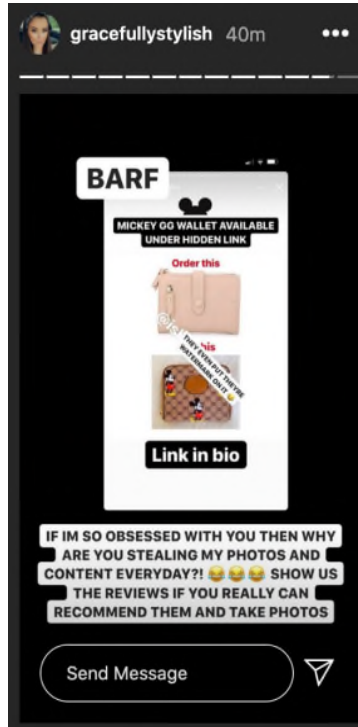 gracefullystylish 40m
BARF
MICKEY GG WALLET AVAILABLE
UNDER HIDDEN LINK
Order this
his
THEY EVEN PUT THEYRE
WATERMARK ON IT 😂
Link in bio
IF IM SO OBSESSED WITH YOU THEN WHY
ARE YOU STEALING MY PHOTOS AND
CONTENT EVERYDAY?! 😂😂😂 SHOW US
THE REVIEWS IF YOU REALLY CAN
RECOMMEND THEM AND TAKE PHOTOS
Send Message